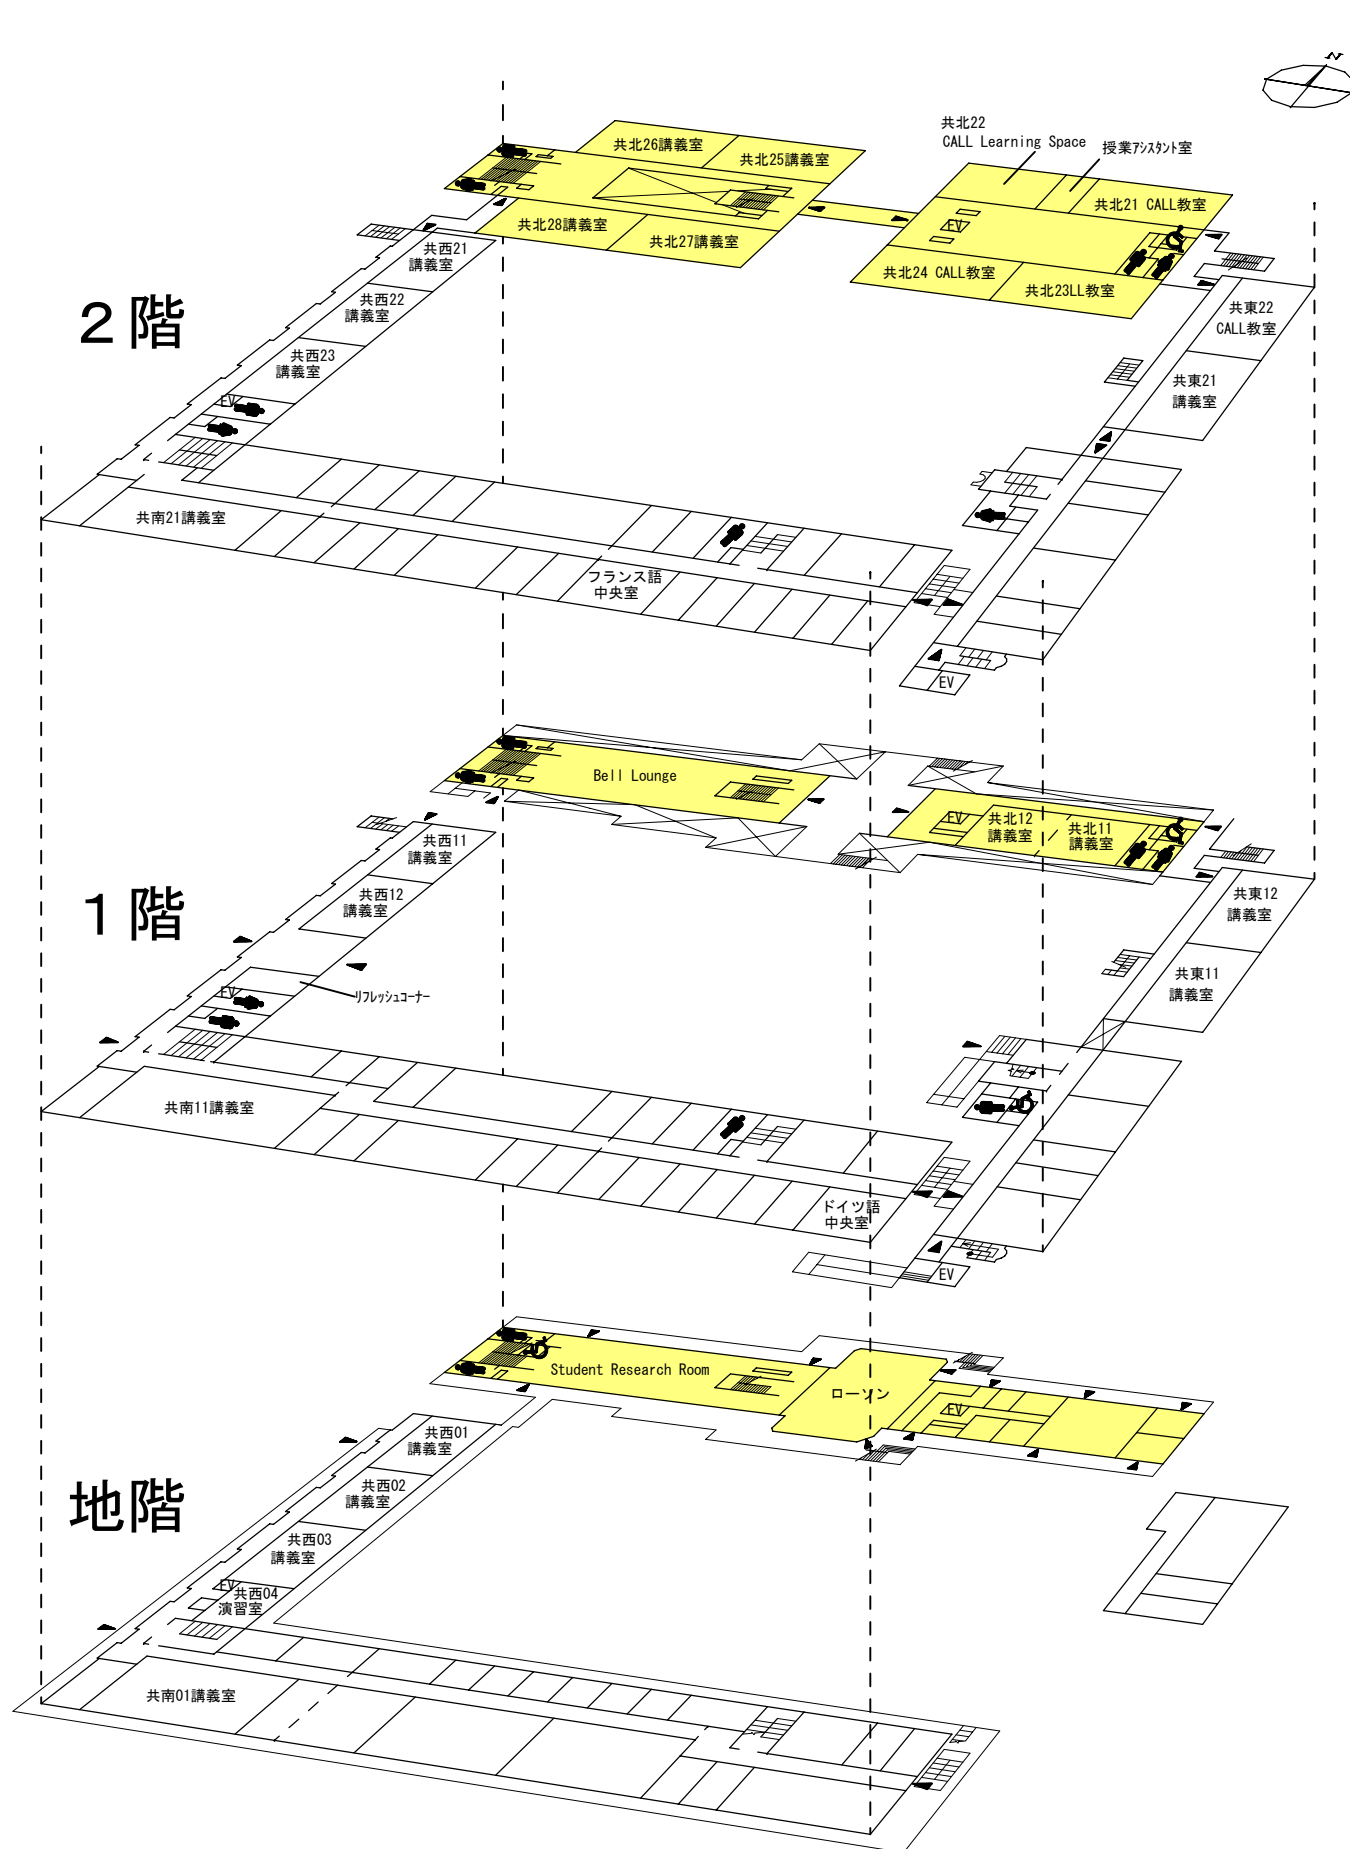 N
共北22
CALL Learning Space
授業アシスタント室
共北26講義室
共北25講義室
共北21 CALL教室
EV
共北28講義室
共北27講義室
共北24 CALL教室
共北23LL教室
共西21
講義室
共西22
講義室
共西23
講義室
EV
共東22
CALL教室
共東21
講義室
2階
共南21講義室
フランス語
中央室
EV
Bell Lounge
EV
共北12
講義室
共北11
講義室
共西11
講義室
共西12
講義室
共東12
講義室
共東11
講義室
1階
EV
リフレッシュコーナー
共南11講義室
ドイツ語
中央室
EV
Student Research Room
ローソン
EV
共西01
講義室
共西02
講義室
共西03
講義室
EV
共西04
演習室
地階
共南01講義室